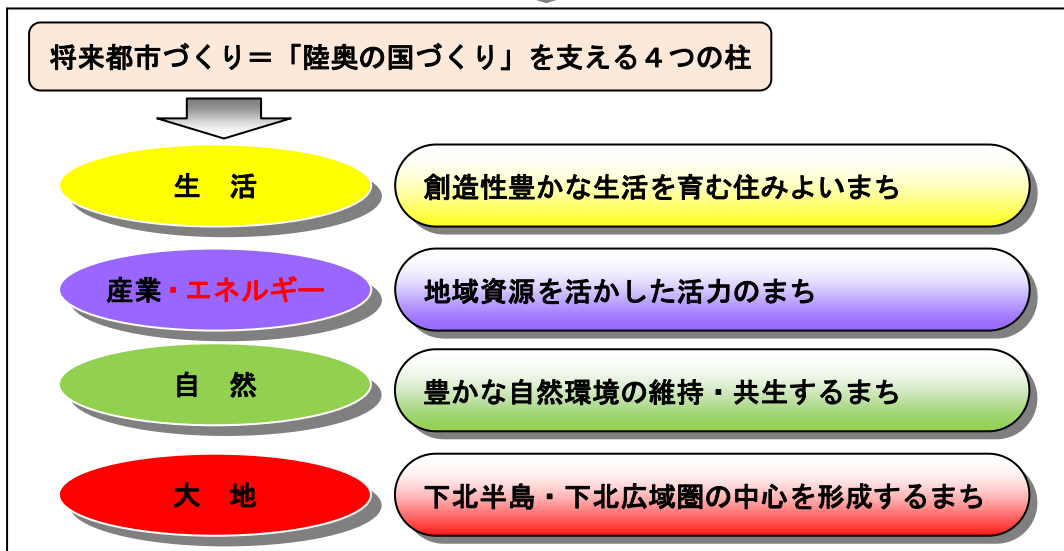 将来都市づくり＝「陸奥の国づくり」を支える４つの柱
生　活
創造性豊かな生活を育む住みよいまち
産業・エネルギー
地域資源を活かした活力のまち
自　然
豊かな自然環境の維持・共生するまち
大　地
下北半島・下北広域圏の中心を形成するまち